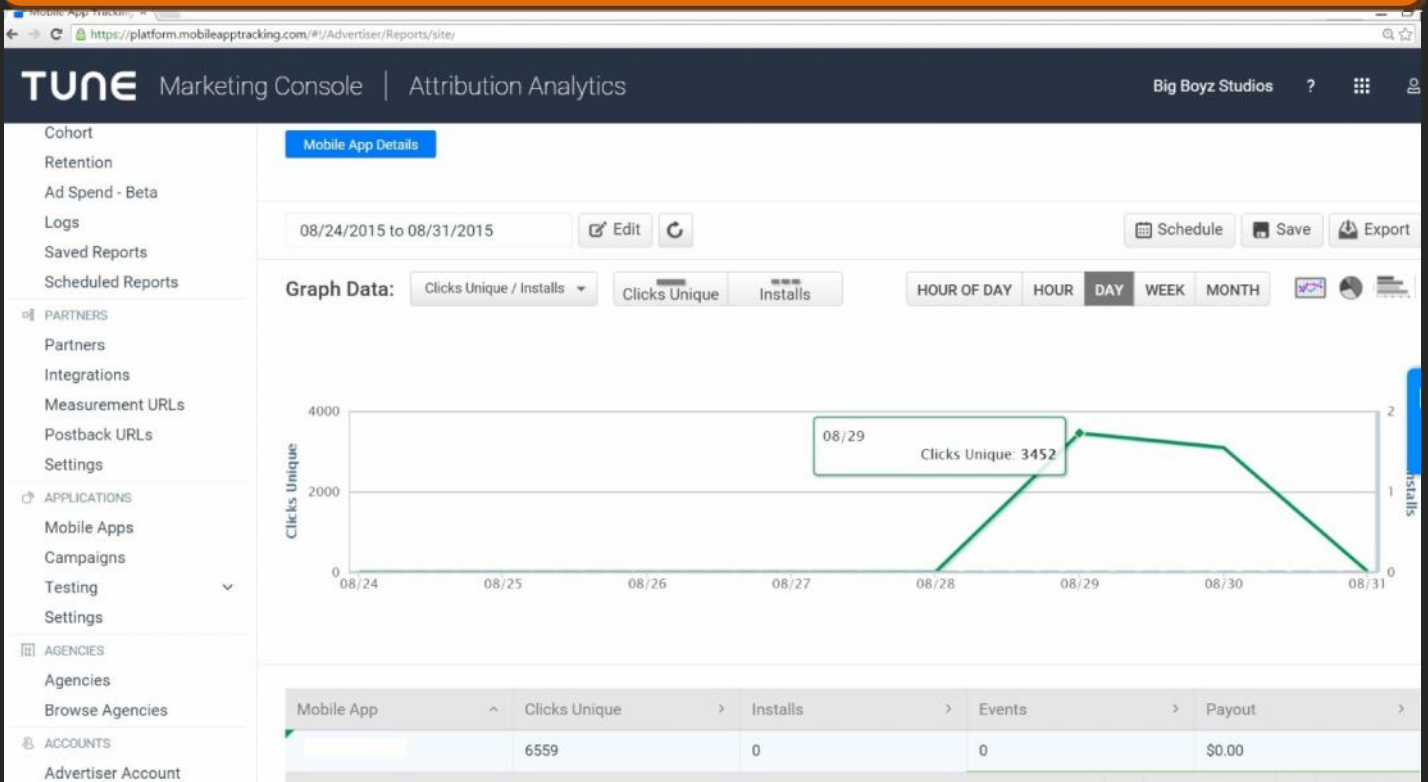 Mobile App Tracking
https://platform.mobileapptracking.com/#!/Advertiser/Reports/site/
TUNE Marketing Console | Attribution Analytics
Big Boyz Studios ?
Cohort
Retention
Ad Spend - Beta
Logs
Saved Reports
Scheduled Reports
PARTNERS
Partners
Integrations
Measurement URLs
Postback URLs
Settings
APPLICATIONS
Mobile Apps
Campaigns
Testing
Settings
AGENCIES
Agencies
Browse Agencies
ACCOUNTS
Advertiser Account
Mobile App Details
08/24/2015 to 08/31/2015 Edit
Schedule Save Export
Graph Data: Clicks Unique / Installs Clicks Unique Installs
HOUR OF DAY HOUR DAY WEEK MONTH
4000
2000
0
Clicks Unique
08/29
Clicks Unique: 3452
2
1
0
08/24 08/25 08/26 08/27 08/28 08/29 08/30 08/31
Mobile App Clicks Unique Installs Events Payout
6559 0 0 $0.00